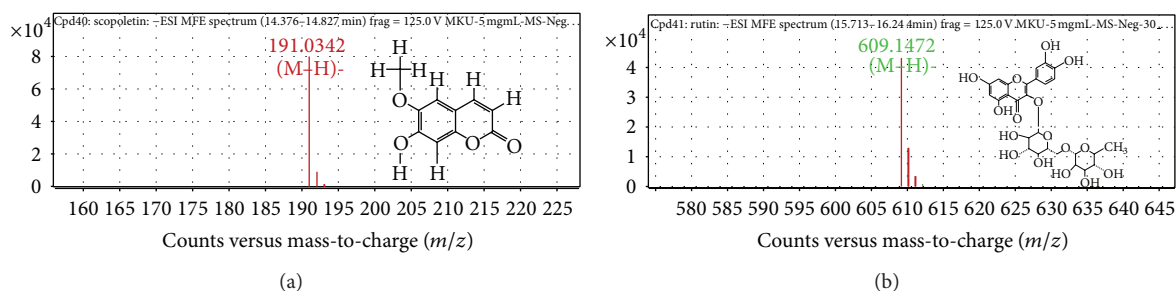 Cpd40: scopoletin: −ESI MFE spectrum (14.376–14.827 min) frag = 125.0 V MKU-5 mgmL-MS-Neg...
×10⁴
8
6
4
2
0
191.0342
(M–H)-
H
H H
H H
O H
O O O
H H
160 165 170 175 180 185 190 195 200 205 210 215 220 225
Counts versus mass-to-charge (m/z)
(a)
Cpd41: rutin: −ESI MFE spectrum (15.713–16.24 4min) frag = 125.0 V MKU-5 mgmL-MS-Neg-30...
×10⁴
4
3
2
1
0
609.1472
(M–H)-
OH
OH
HO O
O
OH O
HO O O O CH₃
HO OH HO OH
OH OH
580 585 590 595 600 605 610 615 620 625 630 635 640 645
Counts versus mass-to-charge (m/z)
(b)